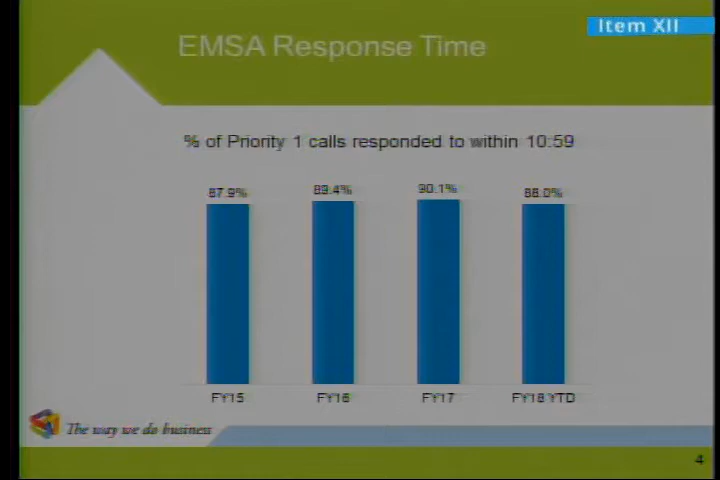 Item XII
EMSA Response Time
% of Priority 1 calls responded to within 10:59
87.9% 89.4% 90.1% 88.0%
FY15 FY16 FY17 FY18 YTD
The way we do business
4